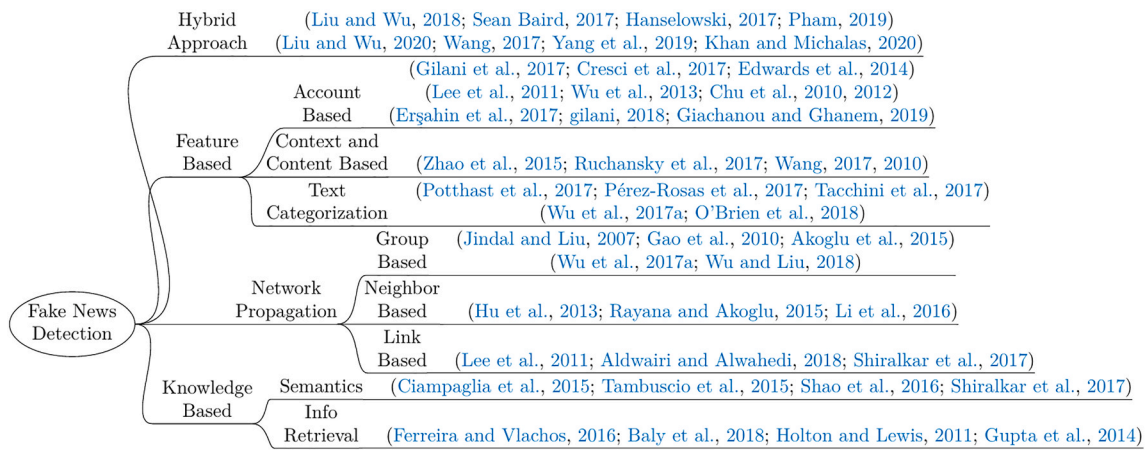 Hybrid
Approach
(Liu and Wu, 2018; Sean Baird, 2017; Hanselowski, 2017; Pham, 2019)
(Liu and Wu, 2020; Wang, 2017; Yang et al., 2019; Khan and Michalas, 2020)
Feature
Based
Account
Based
(Gilani et al., 2017; Cresci et al., 2017; Edwards et al., 2014)
(Lee et al., 2011; Wu et al., 2013; Chu et al., 2010, 2012)
(Erşahin et al., 2017; gilani, 2018; Giachanou and Ghanem, 2019)
Context and
Content Based
(Zhao et al., 2015; Ruchansky et al., 2017; Wang, 2017, 2010)
Text
Categorization
(Potthast et al., 2017; Pérez-Rosas et al., 2017; Tacchini et al., 2017)
(Wu et al., 2017a; O'Brien et al., 2018)
Fake News
Detection
Network
Propagation
Group
Based
(Jindal and Liu, 2007; Gao et al., 2010; Akoglu et al., 2015)
(Wu et al., 2017a; Wu and Liu, 2018)
Neighbor
Based
(Hu et al., 2013; Rayana and Akoglu, 2015; Li et al., 2016)
Link
Based
(Lee et al., 2011; Aldwairi and Alwahedi, 2018; Shiralkar et al., 2017)
Knowledge
Based
Semantics
(Ciampaglia et al., 2015; Tambuscio et al., 2015; Shao et al., 2016; Shiralkar et al., 2017)
Info
Retrieval
(Ferreira and Vlachos, 2016; Baly et al., 2018; Holton and Lewis, 2011; Gupta et al., 2014)